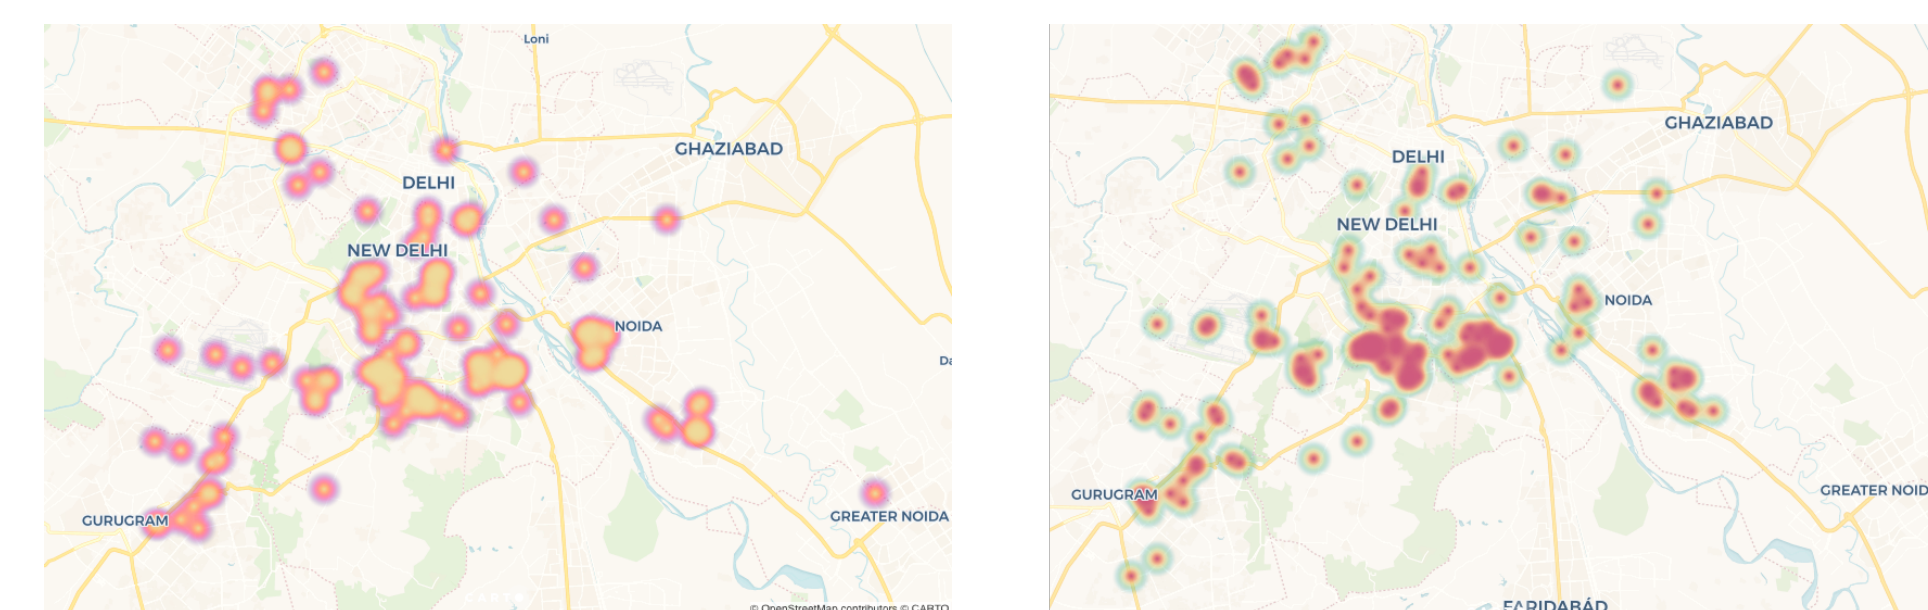 Loni
GHAZIABAD
DELHI
NEW DELHI
NOIDA
GURUGRAM
GREATER NOIDA
© OpenStreetMap contributors © CARTO
GHAZIABAD
DELHI
NEW DELHI
NOIDA
GURUGRAM
GREATER NOID
FARIDABÁD